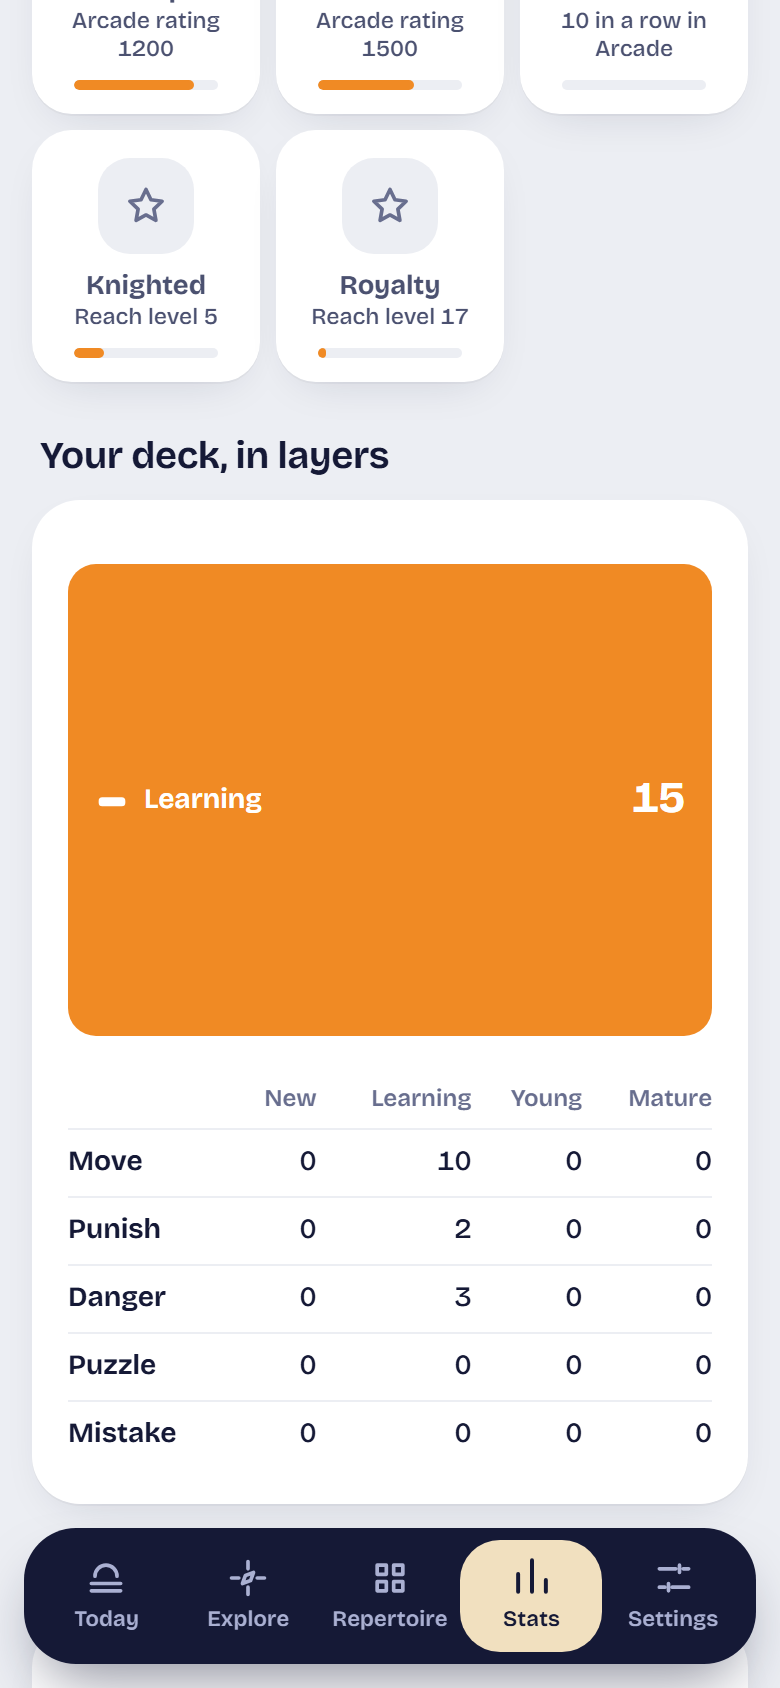 Arcade rating
1200
Arcade rating
1500
10 in a row in
Arcade
Knighted
Reach level 5
Royalty
Reach level 17
Your deck, in layers
Learning 15
New Learning Young Mature
Move 0 10 0 0
Punish 0 2 0 0
Danger 0 3 0 0
Puzzle 0 0 0 0
Mistake 0 0 0 0
Today Explore Repertoire Stats Settings